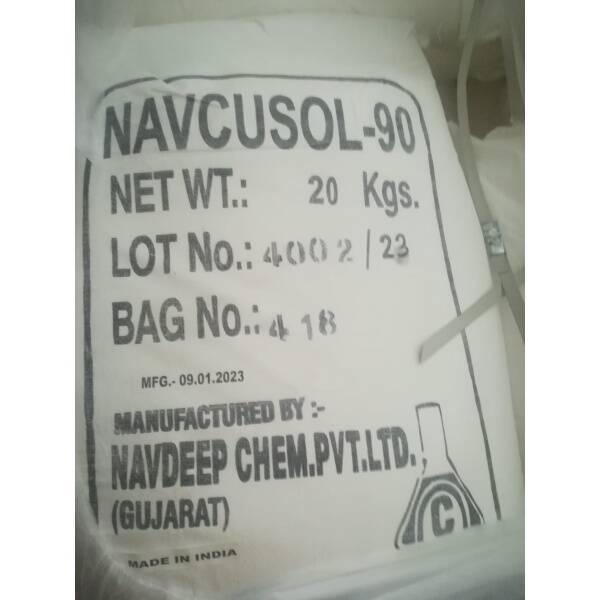 NAVCUSOL-90
NET WT.: 20 Kgs.
LOT No.: 4002/23
BAG No.: 418
MFG.- 09.01.2023
MANUFACTURED BY :-
NAVDEEP CHEM.PVT.LTD.
(GUJARAT)
C
MADE IN INDIA